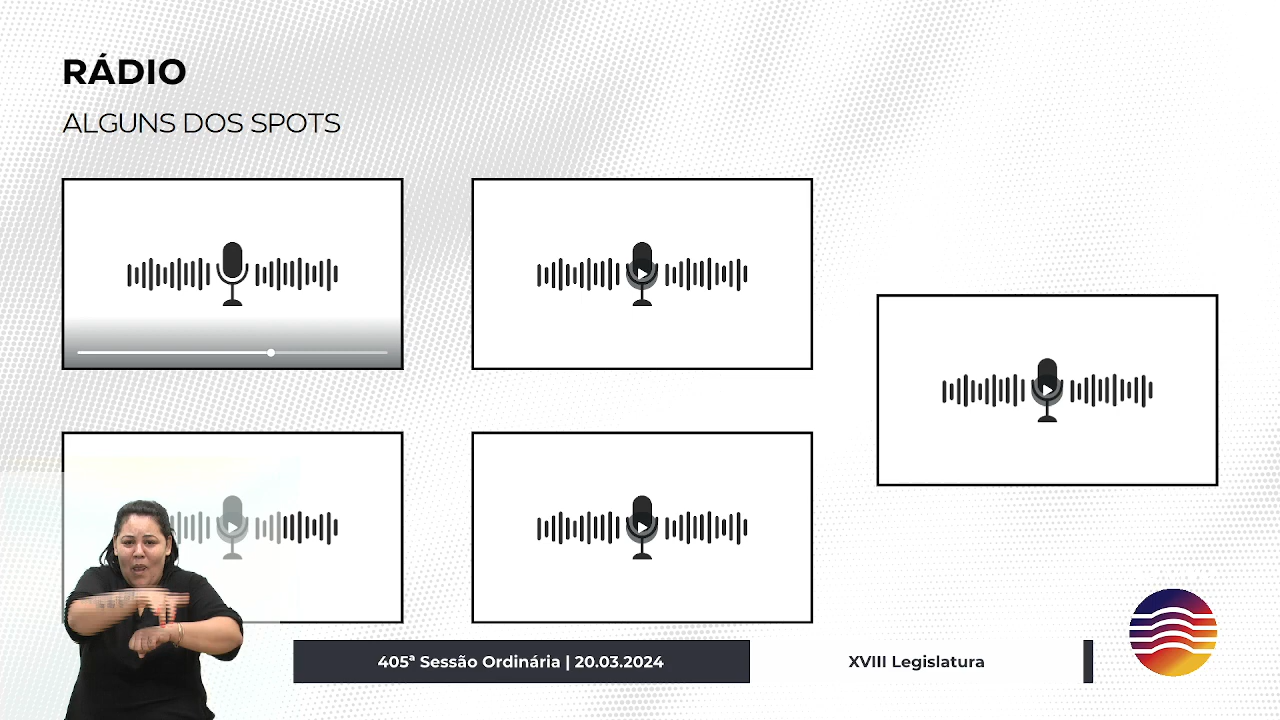 RÁDIO
ALGUNS DOS SPOTS
405ª Sessão Ordinária | 20.03.2024
XVIII Legislatura